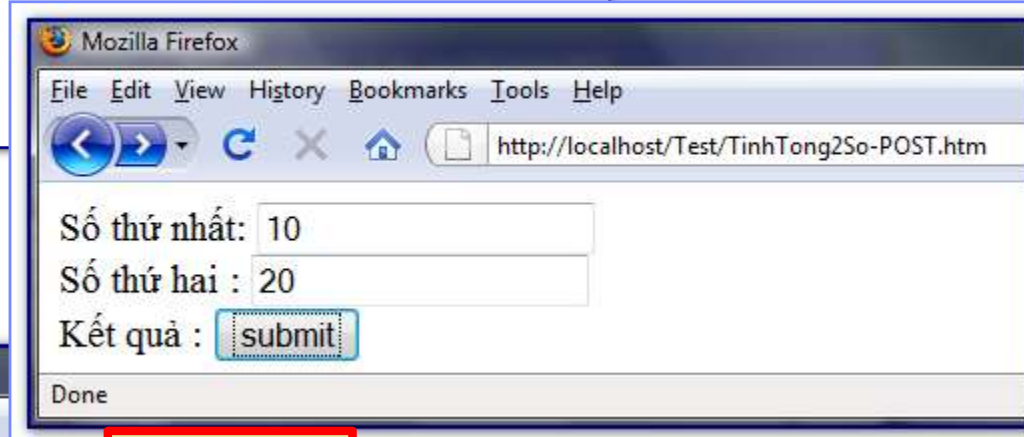 Mozilla Firefox
File Edit View History Bookmarks Tools Help
http://localhost/Test/TinhTong2So-POST.htm
Số thứ nhất: 10
Số thứ hai : 20
Kết quả : submit
Done